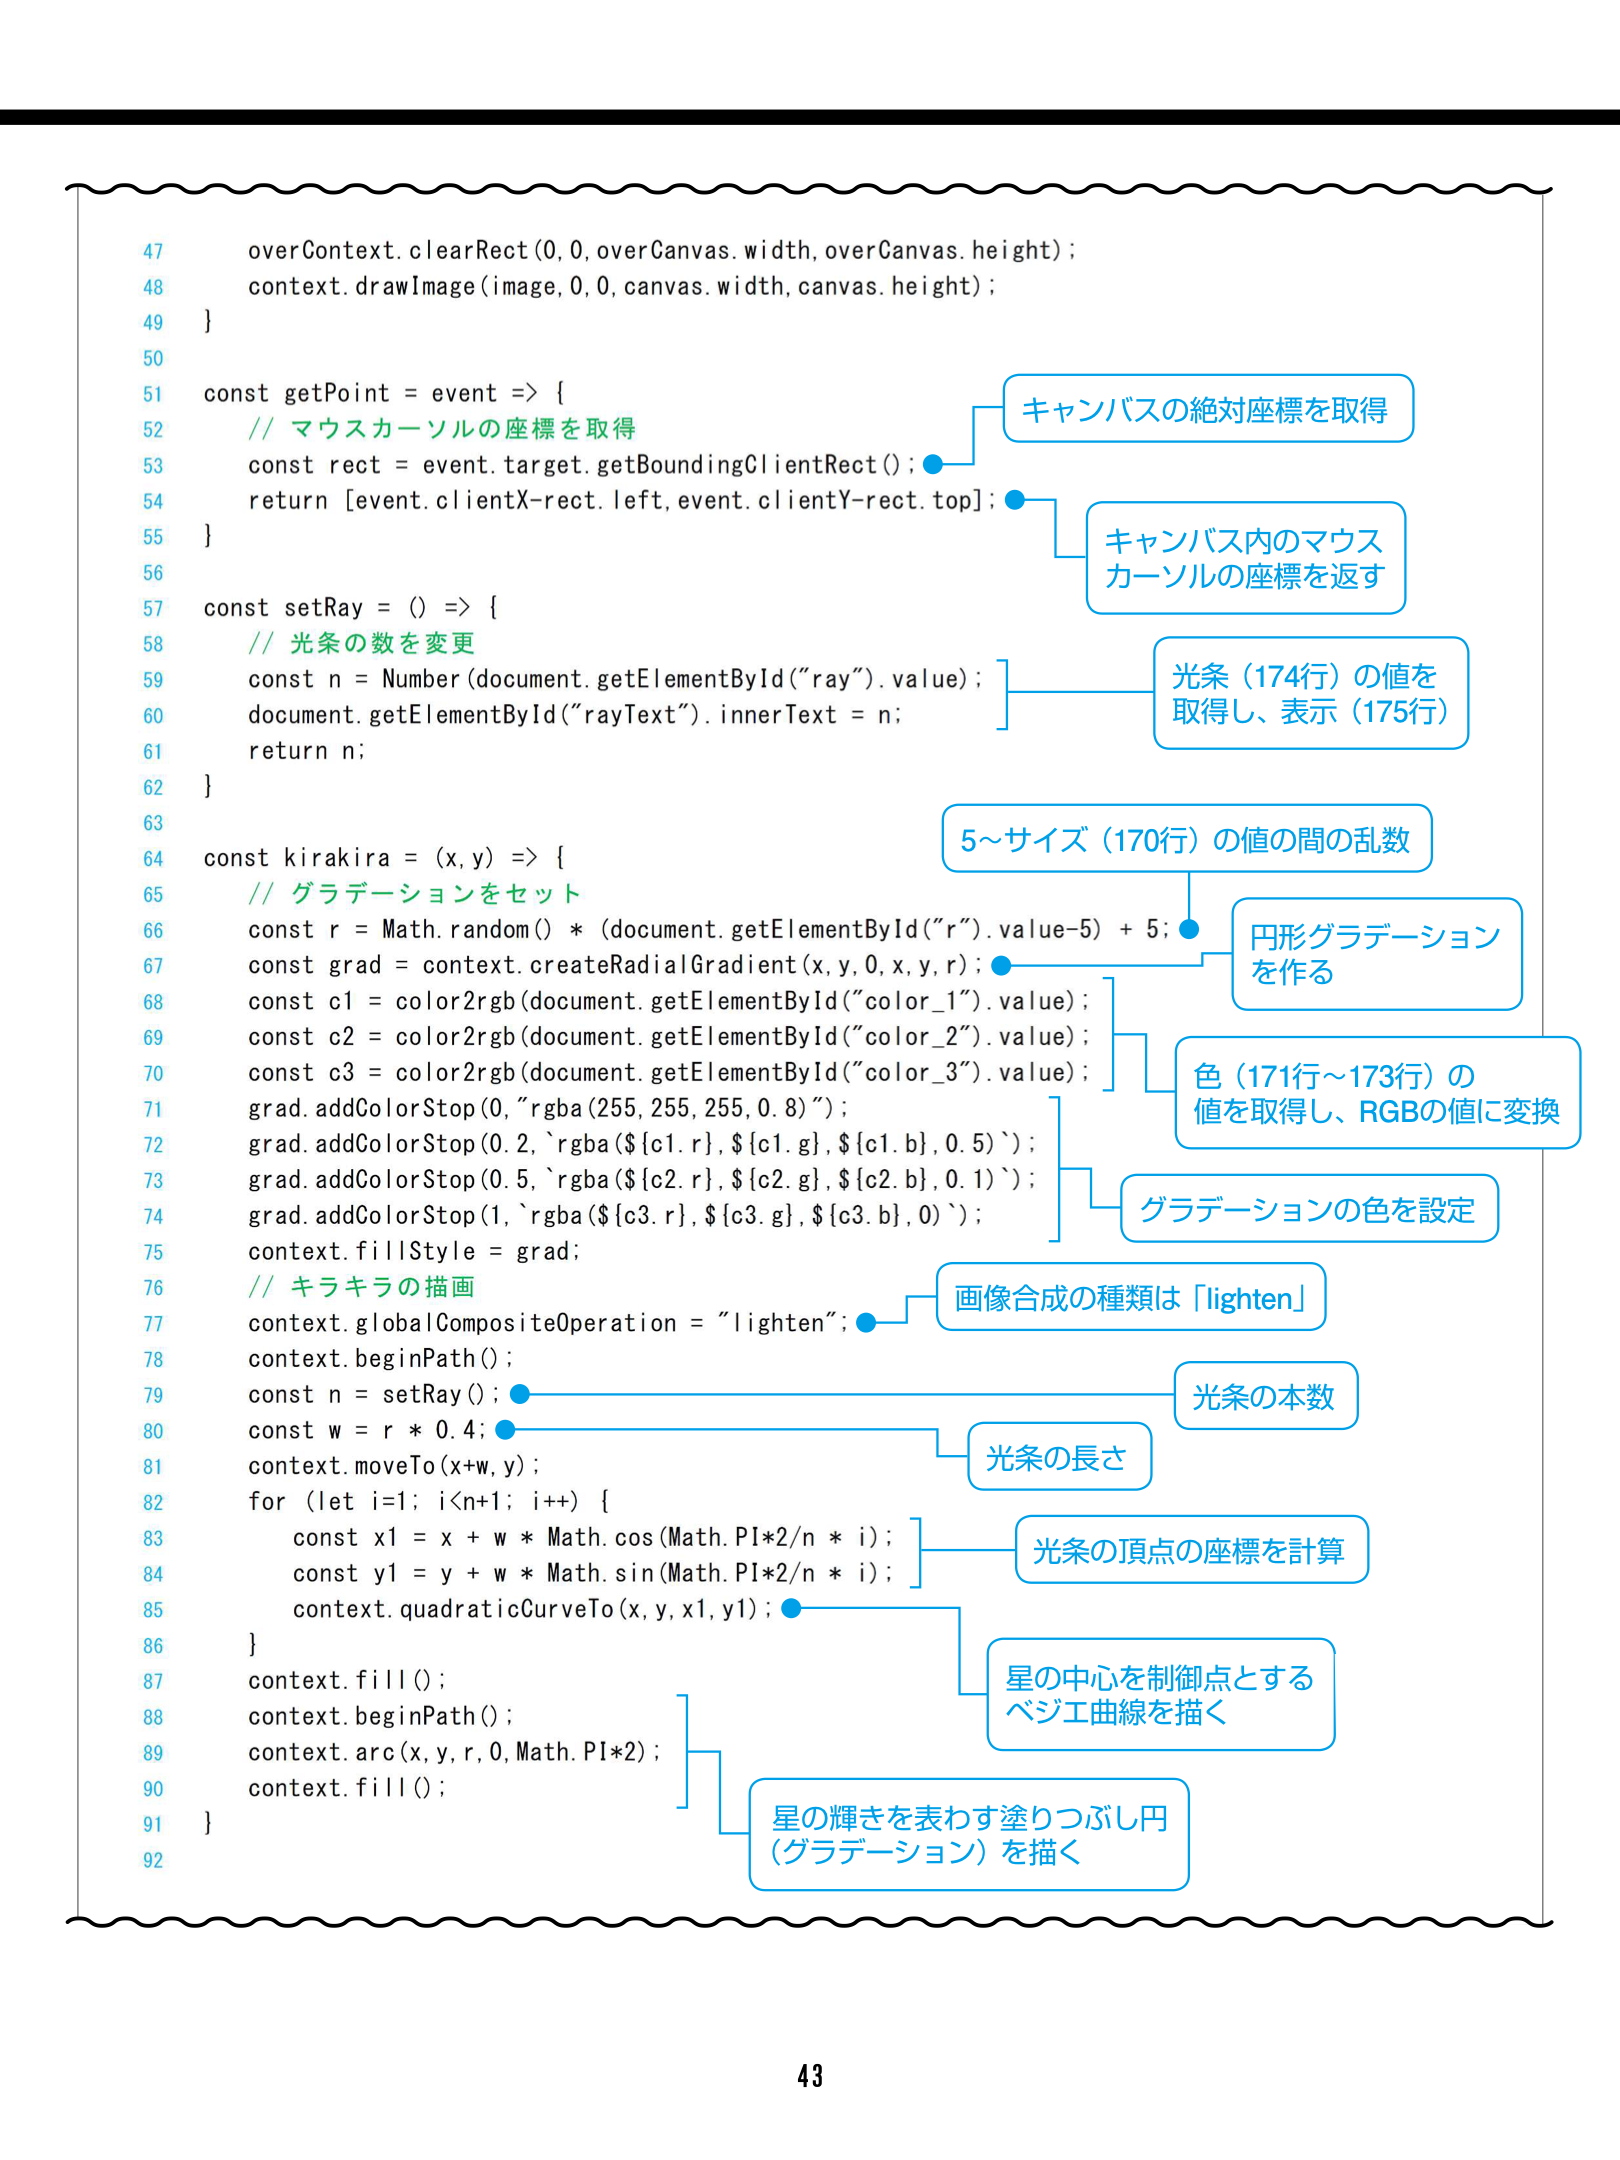 47 overContext.clearRect(0,0,overCanvas.width,overCanvas.height);
48 context.drawImage(image,0,0,canvas.width,canvas.height);
49 }
50
51 const getPoint = event => {
キャンバスの絶対座標を取得
52 // マウスカーソルの座標を取得
53 const rect = event.target.getBoundingClientRect();
54 return [event.clientX-rect.left,event.clientY-rect.top];
キャンバス内のマウス
カーソルの座標を返す
55 }
56
57 const setRay = () => {
58 // 光条の数を変更
59 const n = Number(document.getElementById("ray").value);
60 document.getElementById("rayText").innerText = n;
光条（174行）の値を
取得し、表示（175行）
61 return n;
62 }
63
5～サイズ（170行）の値の間の乱数
64 const kirakira = (x,y) => {
65 // グラデーションをセット
66 const r = Math.random() * (document.getElementById("r").value-5) + 5;
67 const grad = context.createRadialGradient(x,y,0,x,y,r);
円形グラデーション
を作る
68 const c1 = color2rgb(document.getElementById("color_1").value);
69 const c2 = color2rgb(document.getElementById("color_2").value);
70 const c3 = color2rgb(document.getElementById("color_3").value);
色（171行～173行）の
値を取得し、RGBの値に変換
71 grad.addColorStop(0,"rgba(255,255,255,0.8)");
72 grad.addColorStop(0.2,`rgba(${c1.r},${c1.g},${c1.b},0.5)`);
73 grad.addColorStop(0.5,`rgba(${c2.r},${c2.g},${c2.b},0.1)`);
74 grad.addColorStop(1,`rgba(${c3.r},${c3.g},${c3.b},0)`);
グラデーションの色を設定
75 context.fillStyle = grad;
76 // キラキラの描画
77 context.globalCompositeOperation = "lighten";
画像合成の種類は「lighten」
78 context.beginPath();
79 const n = setRay();
光条の本数
80 const w = r * 0.4;
光条の長さ
81 context.moveTo(x+w,y);
82 for (let i=1; i<n+1; i++) {
83 const x1 = x + w * Math.cos(Math.PI*2/n * i);
84 const y1 = y + w * Math.sin(Math.PI*2/n * i);
光条の頂点の座標を計算
85 context.quadraticCurveTo(x,y,x1,y1);
星の中心を制御点とする
ベジエ曲線を描く
86 }
87 context.fill();
88 context.beginPath();
89 context.arc(x,y,r,0,Math.PI*2);
90 context.fill();
星の輝きを表わす塗りつぶし円
（グラデーション）を描く
91 }
92
43